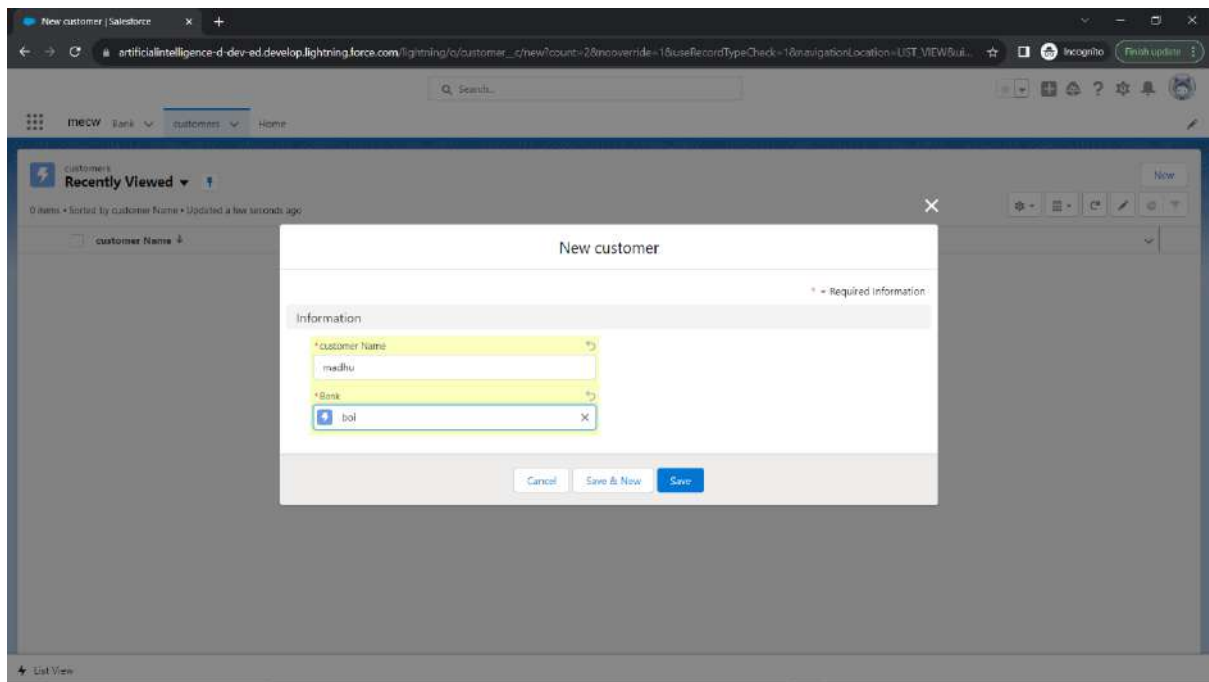 New customer | Salesforce
artificialintelligence-d-dev-ed.develop.lightning.force.com/lightning/o/customer__c/new?count=2&nooverride=1&useRecordTypeCheck=1&navigationLocation=LIST_VIEW&ui...
Incognito
Finish update
Search...
mecw Bank customers Home
customers
Recently Viewed
New
0 items • Sorted by customer Name • Updated a few seconds ago
customer Name
New customer
* = Required Information
Information
*customer Name
madhu
*Bank
boi
Cancel Save & New Save
List View